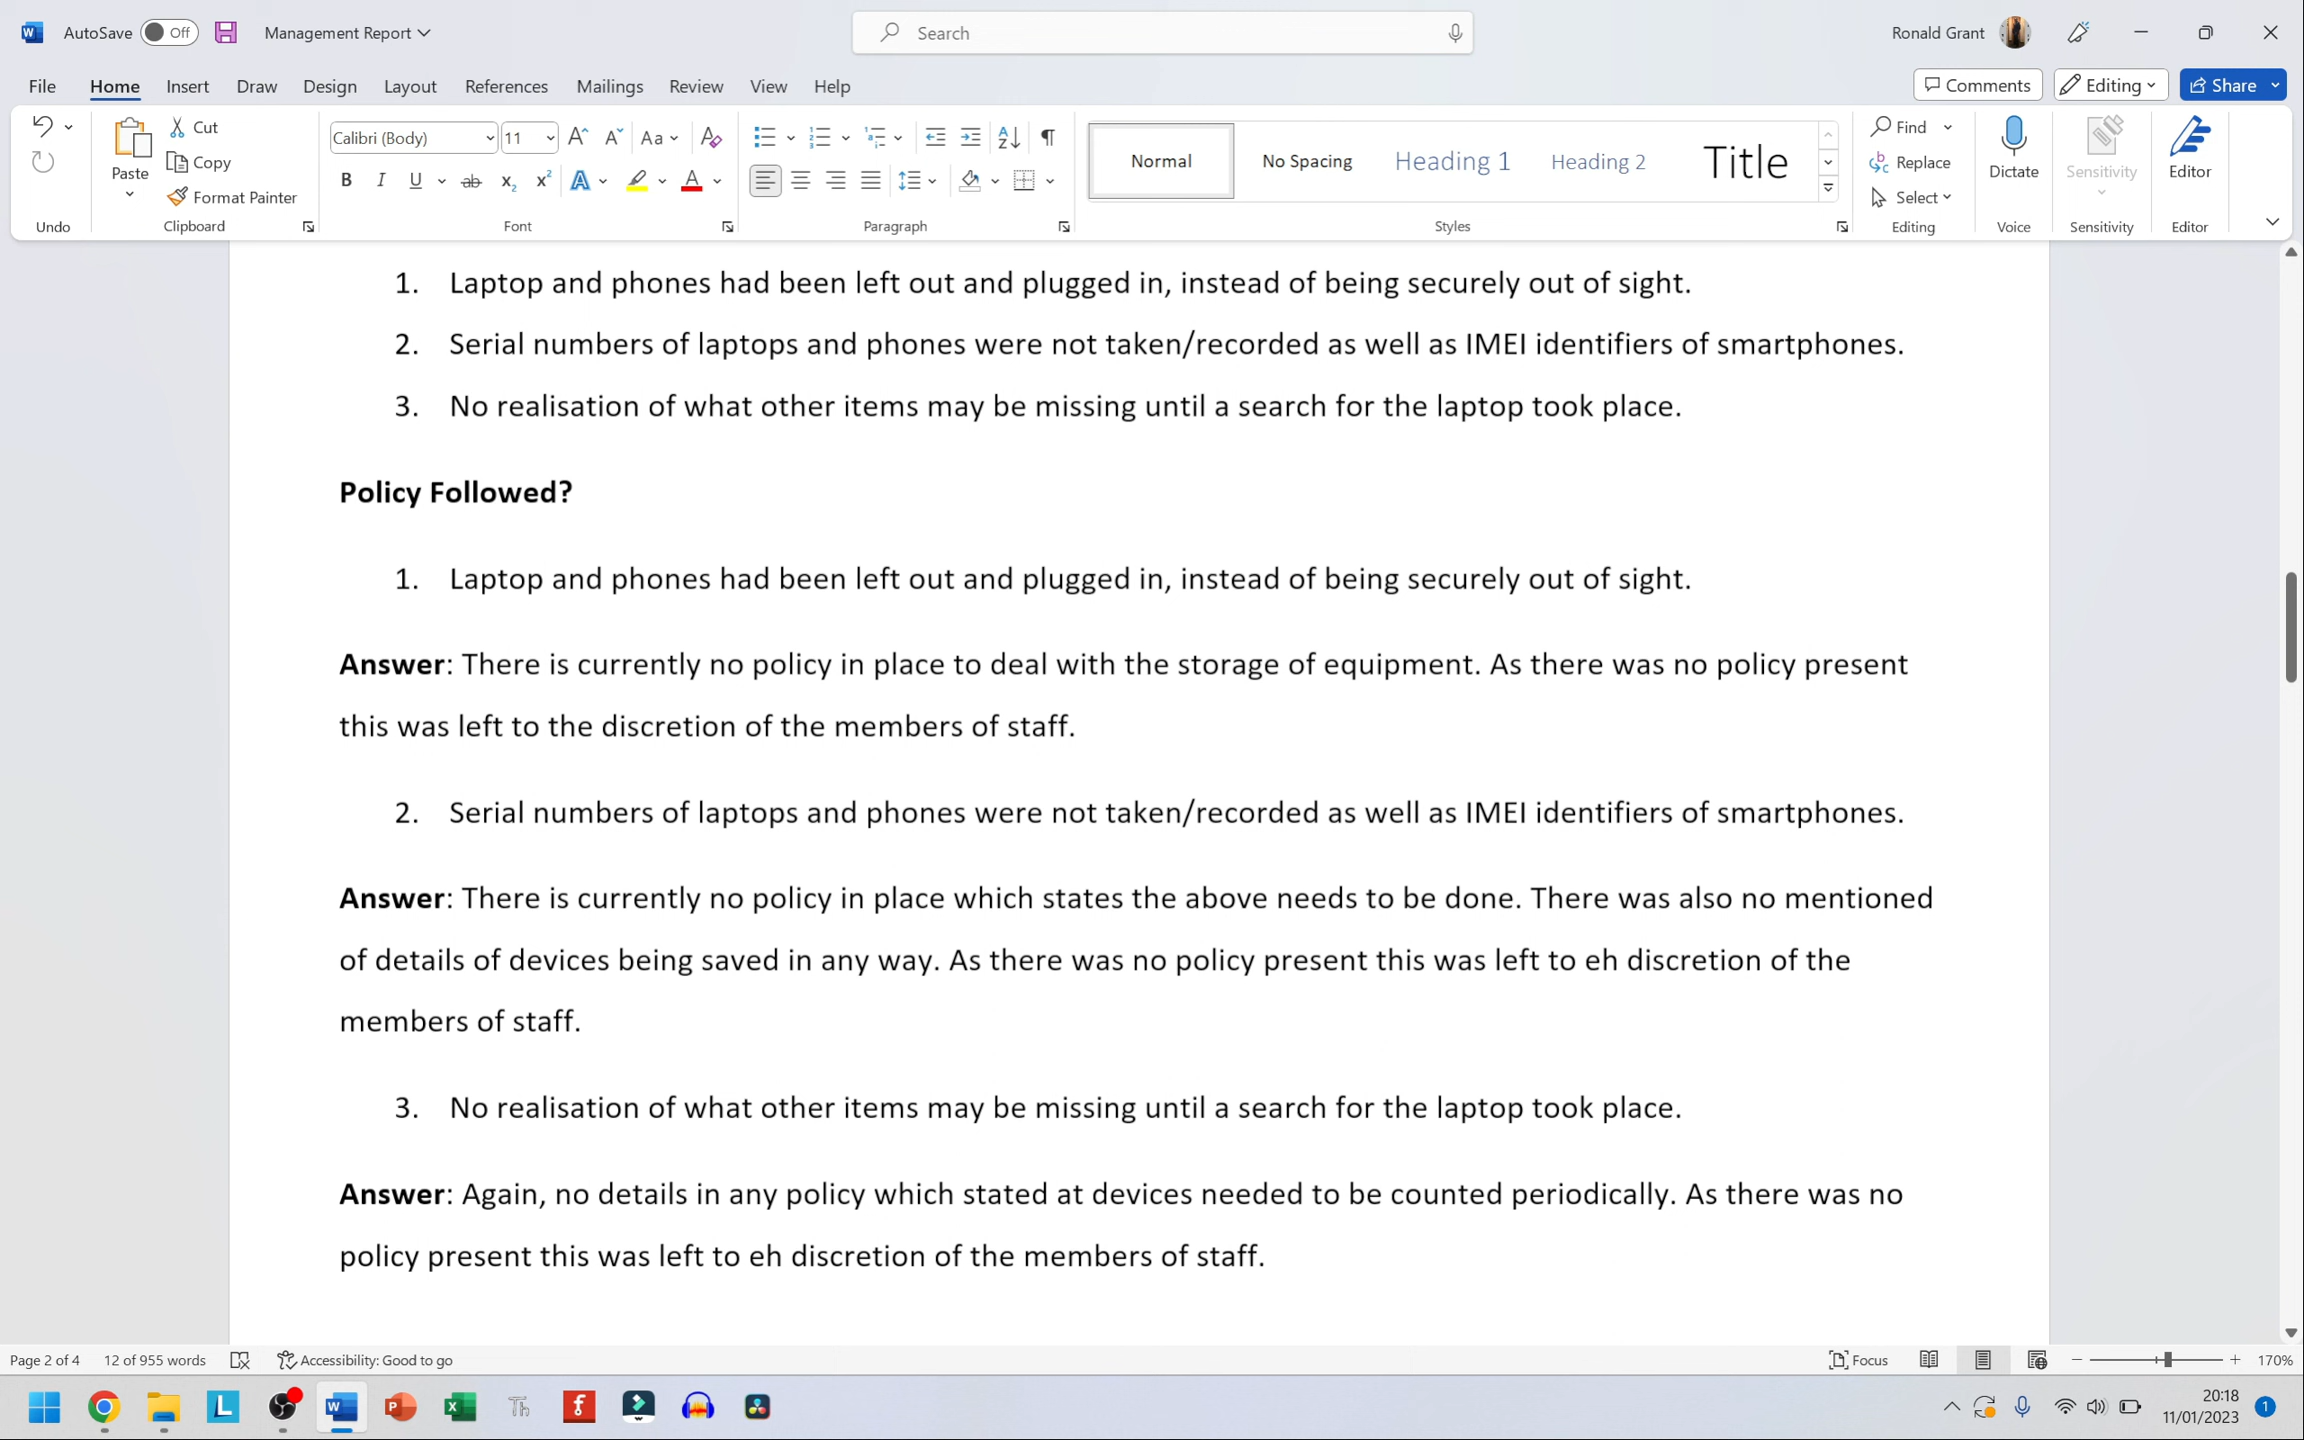 AutoSave Off Management Report Search Ronald Grant
File Home Insert Draw Design Layout References Mailings Review View Help Comments Editing Share
Paste Cut Copy Format Painter
Calibri (Body) 11 Aa
Normal No Spacing Heading 1 Heading 2 Title
Find Replace Select
Dictate Sensitivity Editor
Undo Clipboard Font Paragraph Styles Editing Voice Sensitivity Editor
1. Laptop and phones had been left out and plugged in, instead of being securely out of sight.
2. Serial numbers of laptops and phones were not taken/recorded as well as IMEI identifiers of smartphones.
3. No realisation of what other items may be missing until a search for the laptop took place.
Policy Followed?
1. Laptop and phones had been left out and plugged in, instead of being securely out of sight.
Answer: There is currently no policy in place to deal with the storage of equipment. As there was no policy present
this was left to the discretion of the members of staff.
2. Serial numbers of laptops and phones were not taken/recorded as well as IMEI identifiers of smartphones.
Answer: There is currently no policy in place which states the above needs to be done. There was also no mentioned
of details of devices being saved in any way. As there was no policy present this was left to eh discretion of the
members of staff.
3. No realisation of what other items may be missing until a search for the laptop took place.
Answer: Again, no details in any policy which stated at devices needed to be counted periodically. As there was no
policy present this was left to eh discretion of the members of staff.
Page 2 of 4 12 of 955 words Accessibility: Good to go Focus 170%
20:18
11/01/2023 1